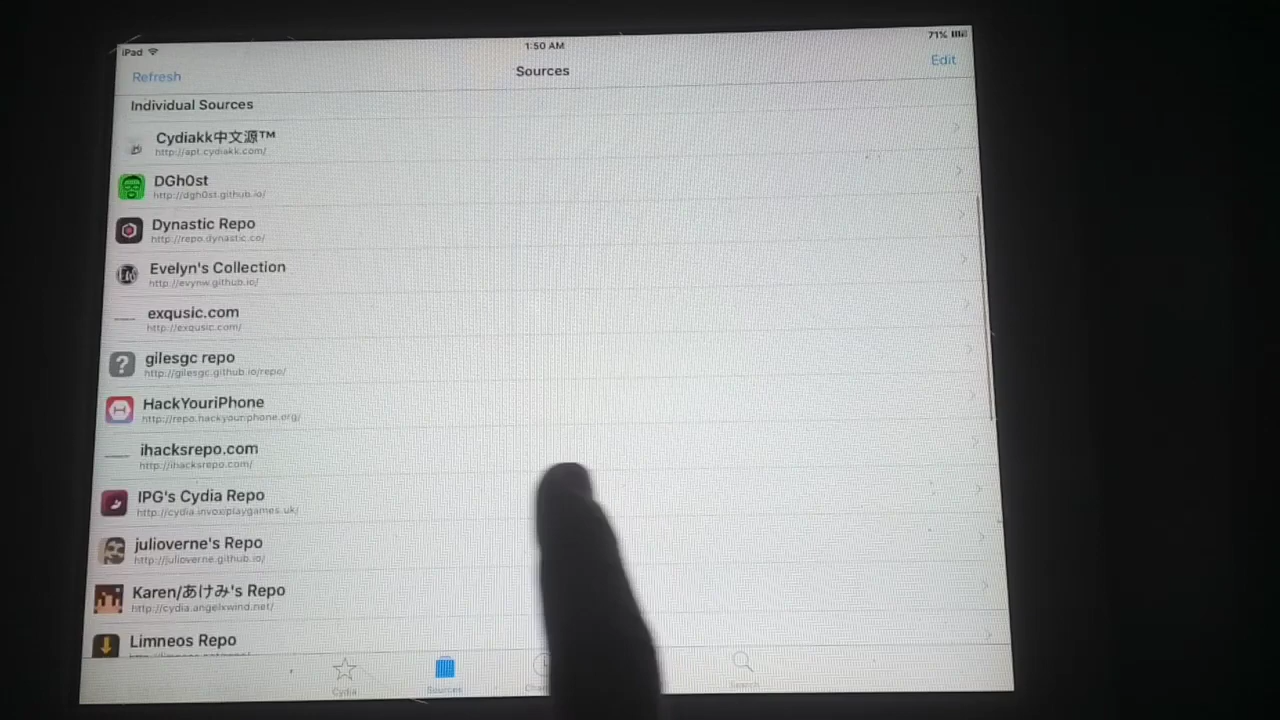 iPad
1:50 AM
71%
Refresh
Sources
Edit
Individual Sources
Cydiakk中文源™
http://apt.cydiakk.com/
DGh0st
http://dgh0st.github.io/
Dynastic Repo
http://repo.dynastic.co/
Evelyn's Collection
http://evynw.github.io/
exqusic.com
http://exqusic.com/
gilesgc repo
http://gilesgc.github.io/repo/
HackYouriPhone
http://repo.hackyouriphone.org/
ihacksrepo.com
http://ihacksrepo.com/
IPG's Cydia Repo
http://cydia.invoxiplaygames.uk/
julioverne's Repo
http://julioverne.github.io/
Karen/あけみ's Repo
http://cydia.angelxwind.net/
Limneos Repo
Cydia
Sources
Search